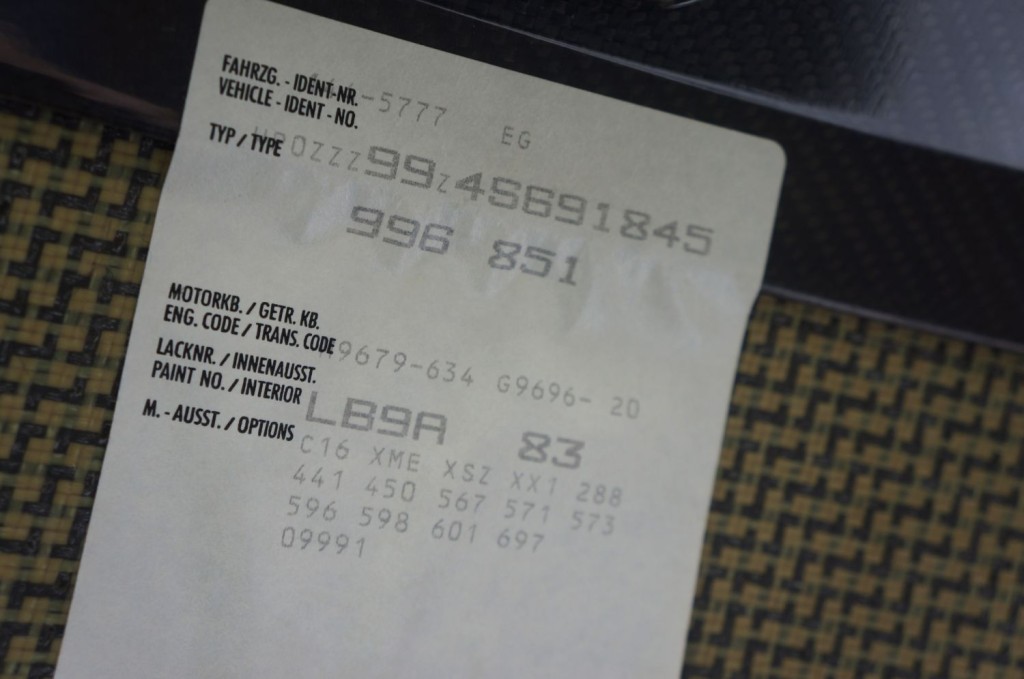 FAHRZG. - IDENT-NR. -5777 EG
VEHICLE - IDENT - NO.
TYP / TYPE WP0ZZZ99Z4S691845
996 851
MOTORKB. / GETR. KB.
ENG. CODE / TRANS. CODE 9679-634 G9696- 20
LACKNR. / INNENAUSST.
PAINT NO. / INTERIOR LB9A 83
M. - AUSST. / OPTIONS C16 XME XSZ XX1 288
441 450 567 571 573
596 598 601 697
09991